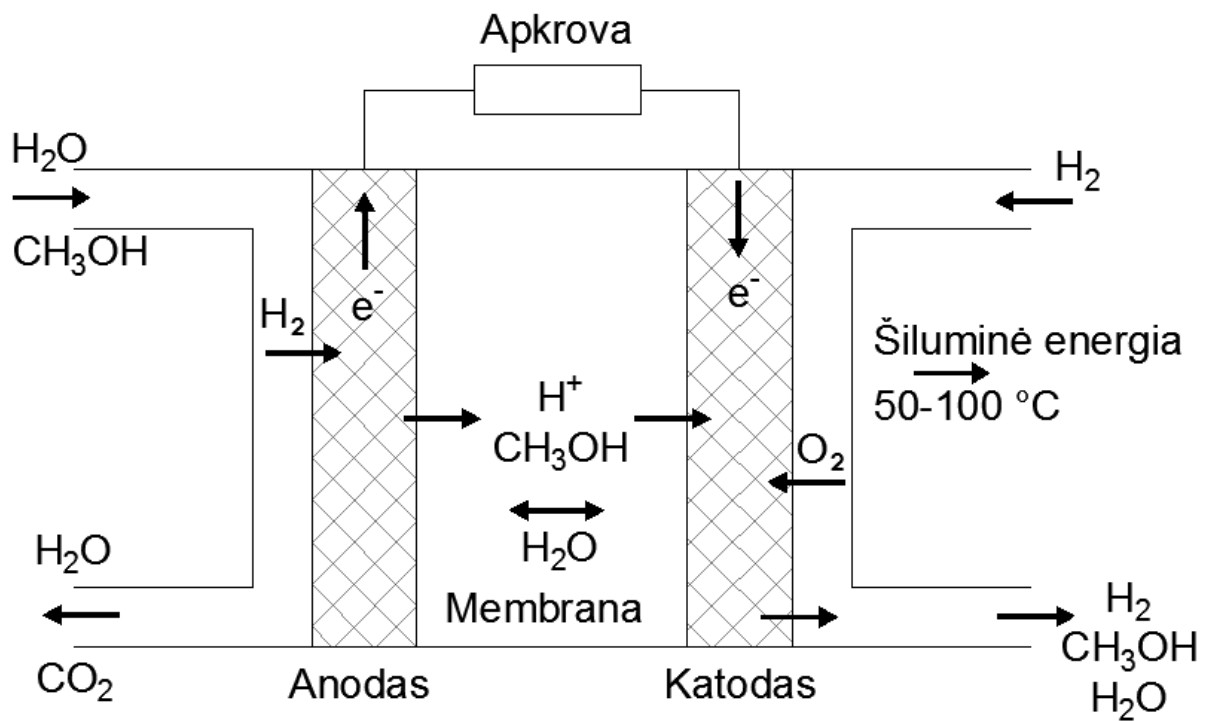 Apkrova
H₂O
CH₃OH
H₂
e⁻
e⁻
H₂
Šiluminė energia
50-100 °C
H⁺
CH₃OH
O₂
H₂O
H₂O
CO₂
Membrana
H₂
CH₃OH
H₂O
Anodas
Katodas